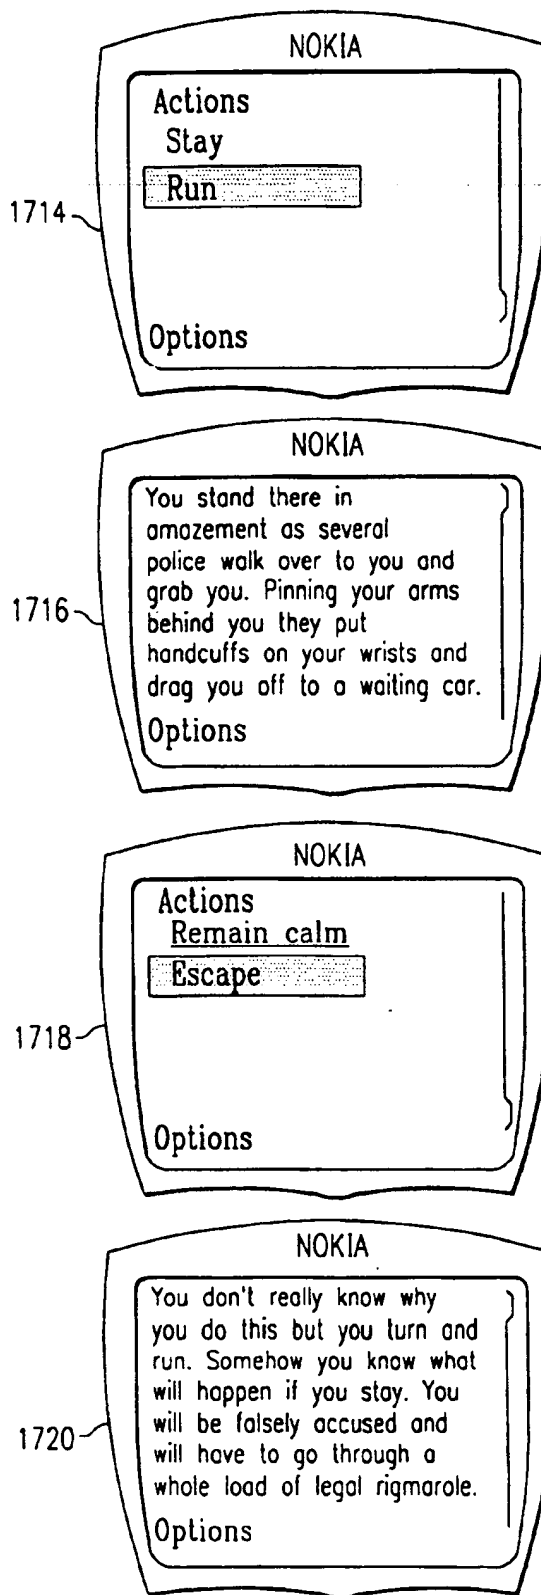 NOKIA
Actions
Stay
Run
1714
Options
NOKIA
You stand there in
amazement as several
police walk over to you and
grab you. Pinning your arms
1716
behind you they put
handcuffs on your wrists and
drag you off to a waiting car.
Options
NOKIA
Actions
Remain calm
Escape
1718
Options
NOKIA
You don't really know why
you do this but you turn and
run. Somehow you know what
will happen if you stay. You
will be falsely accused and
1720
will have to go through a
whole load of legal rigmarole.
Options